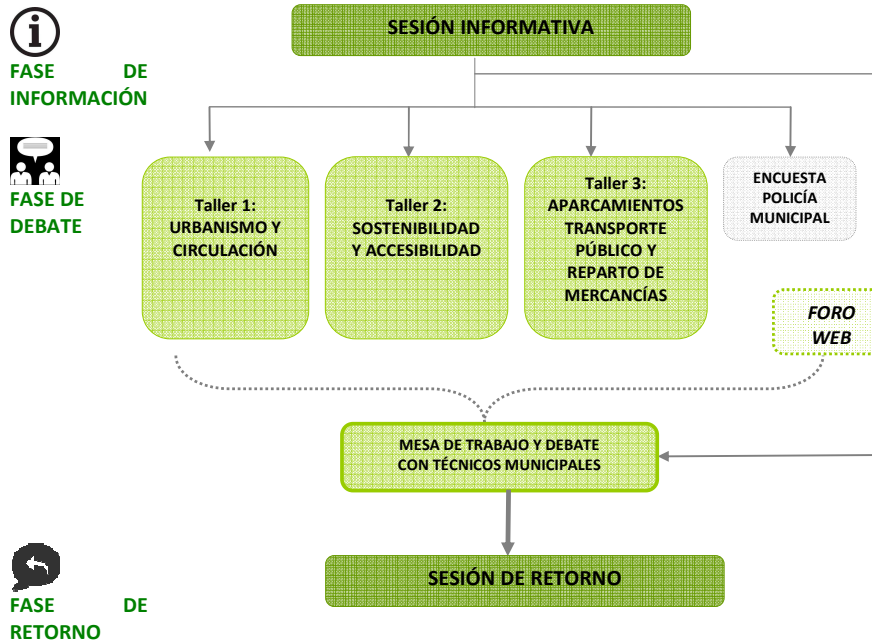 SESIÓN INFORMATIVA
FASE DE
INFORMACIÓN
FASE DE
DEBATE
Taller 1:
URBANISMO Y
CIRCULACIÓN
Taller 2:
SOSTENIBILIDAD
Y ACCESIBILIDAD
Taller 3:
APARCAMIENTOS
TRANSPORTE
PÚBLICO Y
REPARTO DE
MERCANCÍAS
ENCUESTA
POLICÍA
MUNICIPAL
FORO
WEB
MESA DE TRABAJO Y DEBATE
CON TÉCNICOS MUNICIPALES
SESIÓN DE RETORNO
FASE DE
RETORNO